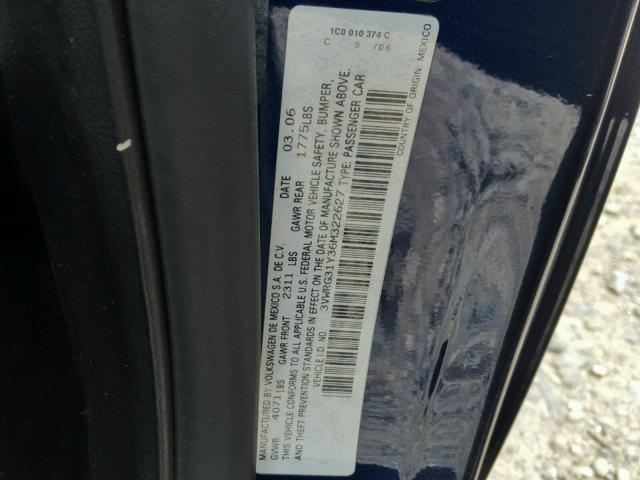 1C0 010 374 C
C 9 /06
MANUFACTURED BY VOLKSWAGEN DE MEXICO S.A. DE C.V. DATE 03.06
GVWR 4071 LBS GAWR FRONT 2311 LBS GAWR REAR 1775LBS
THIS VEHICLE CONFORMS TO ALL APPLICABLE U.S. FEDERAL MOTOR VEHICLE SAFETY, BUMPER,
AND THEFT PREVENTION STANDARDS IN EFFECT ON THE DATE OF MANUFACTURE SHOWN ABOVE.
VEHICLE I.D NO. 3VWRG31Y36M322627 TYPE: PASSENGER CAR
COUNTRY OF ORIGIN: MEXICO